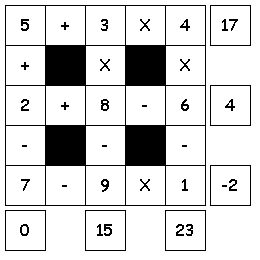 5 + 3 X 4 17
+ X X
2 + 8 - 6 4
- - -
7 - 9 X 1 -2
0 15 23